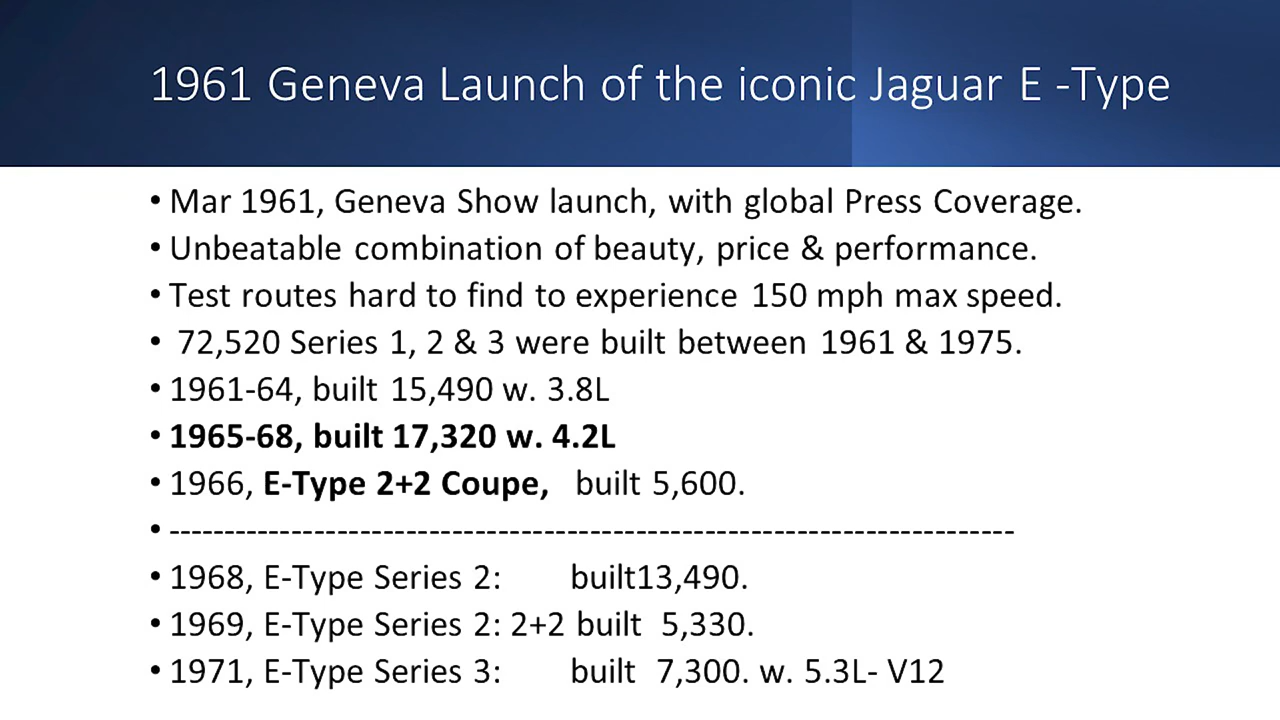 1961 Geneva Launch of the iconic Jaguar E -Type
• Mar 1961, Geneva Show launch, with global Press Coverage.
• Unbeatable combination of beauty, price & performance.
• Test routes hard to find to experience 150 mph max speed.
• 72,520 Series 1, 2 & 3 were built between 1961 & 1975.
• 1961-64, built 15,490 w. 3.8L
• 1965-68, built 17,320 w. 4.2L
• 1966, E-Type 2+2 Coupe, built 5,600.
• -----------------------------------------------------------------------------
• 1968, E-Type Series 2: built13,490.
• 1969, E-Type Series 2: 2+2 built 5,330.
• 1971, E-Type Series 3: built 7,300. w. 5.3L- V12